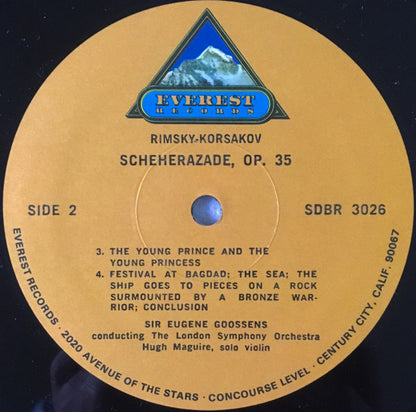 EVEREST
RECORDS
RIMSKY-KORSAKOV
SCHEHERAZADE, OP. 35
SIDE 2
SDBR 3026
3. THE YOUNG PRINCE AND THE
YOUNG PRINCESS
4. FESTIVAL AT BAGDAD; THE SEA; THE
SHIP GOES TO PIECES ON A ROCK
SURMOUNTED BY A BRONZE WAR-
RIOR; CONCLUSION
SIR EUGENE GOOSSENS
conducting The London Symphony Orchestra
Hugh Maguire, solo violin
EVEREST RECORDS · 2020 AVENUE OF THE STARS · CONCOURSE LEVEL · CENTURY CITY, CALIF. 90067